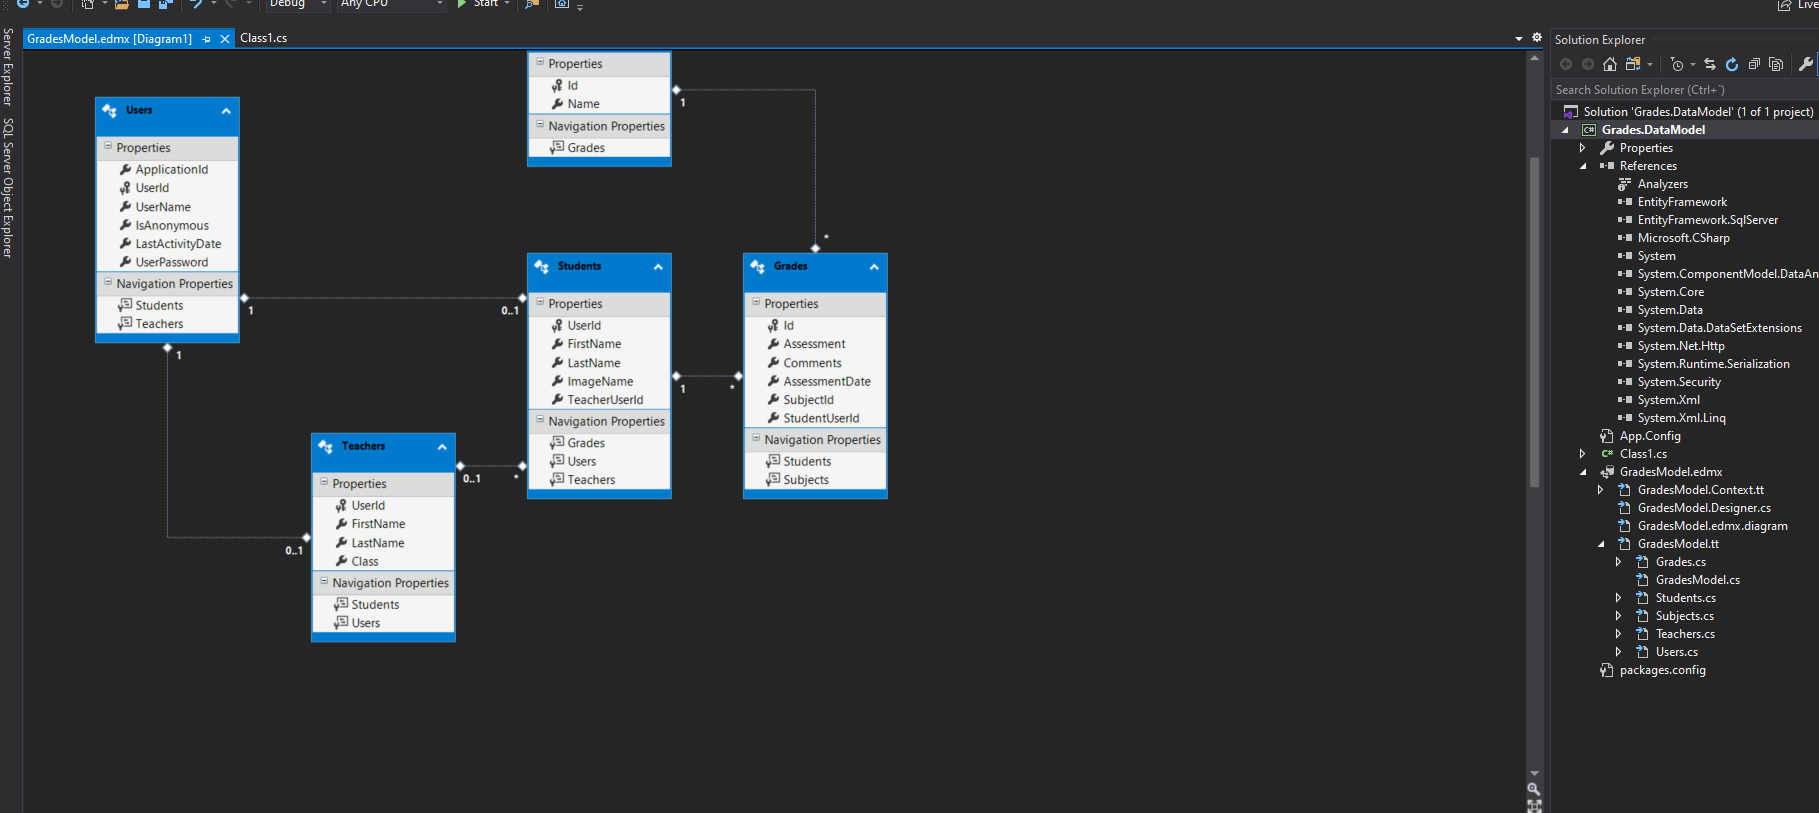 Debug
Any CPU
Start
Live
Server Explorer
SQL Server Object Explorer
GradesModel.edmx [Diagram1]
Class1.cs
Properties
Id
Name
Navigation Properties
Grades
1
*
Users
Properties
ApplicationId
UserId
UserName
IsAnonymous
LastActivityDate
UserPassword
Navigation Properties
Students
Teachers
1
0..1
1
0..1
Students
Properties
UserId
FirstName
LastName
ImageName
TeacherUserId
Navigation Properties
Grades
Users
Teachers
1
*
Grades
Properties
Id
Assessment
Comments
AssessmentDate
SubjectId
StudentUserId
Navigation Properties
Students
Subjects
Teachers
Properties
UserId
FirstName
LastName
Class
Navigation Properties
Students
Users
0..1
*
Solution Explorer
Search Solution Explorer (Ctrl+`)
Solution 'Grades.DataModel' (1 of 1 project)
C# Grades.DataModel
Properties
References
Analyzers
EntityFramework
EntityFramework.SqlServer
Microsoft.CSharp
System
System.ComponentModel.DataAn
System.Core
System.Data
System.Data.DataSetExtensions
System.Net.Http
System.Runtime.Serialization
System.Security
System.Xml
System.Xml.Linq
App.Config
C# Class1.cs
GradesModel.edmx
GradesModel.Context.tt
GradesModel.Designer.cs
GradesModel.edmx.diagram
GradesModel.tt
Grades.cs
GradesModel.cs
Students.cs
Subjects.cs
Teachers.cs
Users.cs
packages.config